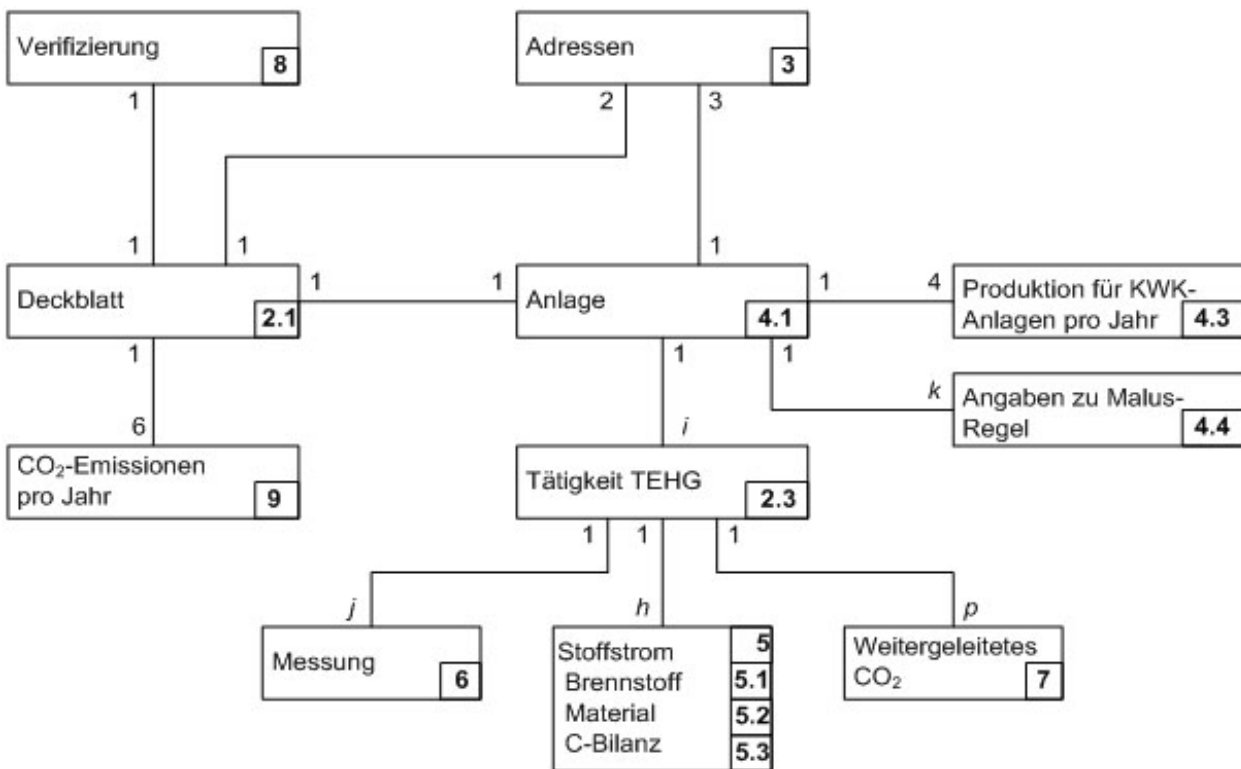 Verifizierung
8
Adressen
3
1
2
3
1
1
1
Deckblatt
2.1
1
1
Anlage
4.1
1
4
Produktion für KWK-
Anlagen pro Jahr
4.3
1
1
1
k
Angaben zu Malus-
Regel
4.4
6
i
CO₂-Emissionen
pro Jahr
9
Tätigkeit TEHG
2.3
1
1
1
j
h
p
Messung
6
Stoffstrom
5
Brennstoff
5.1
Material
5.2
C-Bilanz
5.3
Weitergeleitetes
CO₂
7